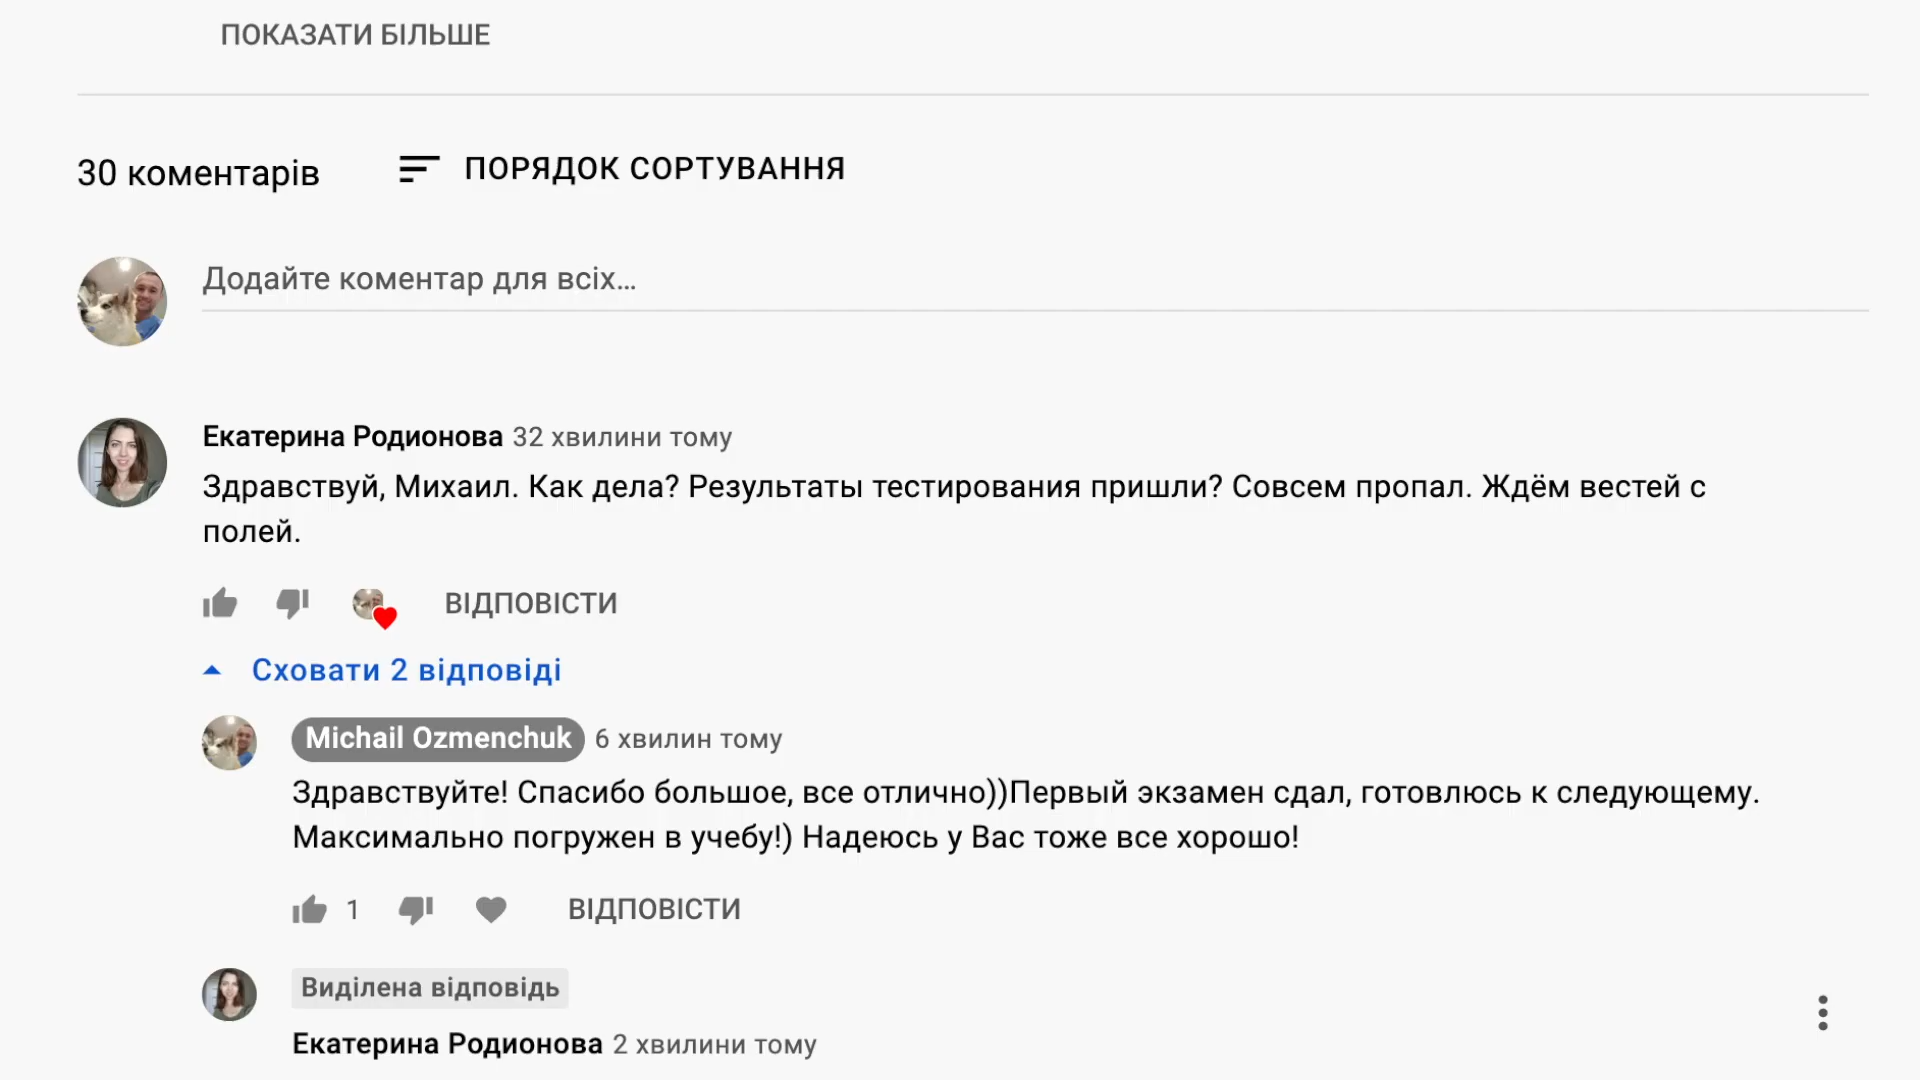 ПОКАЗАТИ БІЛЬШЕ
30 коментарів
ПОРЯДОК СОРТУВАННЯ
Додайте коментар для всіх…
Екатерина Родионова 32 хвилини тому
Здравствуй, Михаил. Как дела? Результаты тестирования пришли? Совсем пропал. Ждём вестей с
полей.
ВІДПОВІСТИ
Сховати 2 відповіді
Michail Ozmenchuk 6 хвилин тому
Здравствуйте! Спасибо большое, все отлично))Первый экзамен сдал, готовлюсь к следующему.
Максимально погружен в учебу!) Надеюсь у Вас тоже все хорошо!
1
ВІДПОВІСТИ
Виділена відповідь
Екатерина Родионова 2 хвилини тому